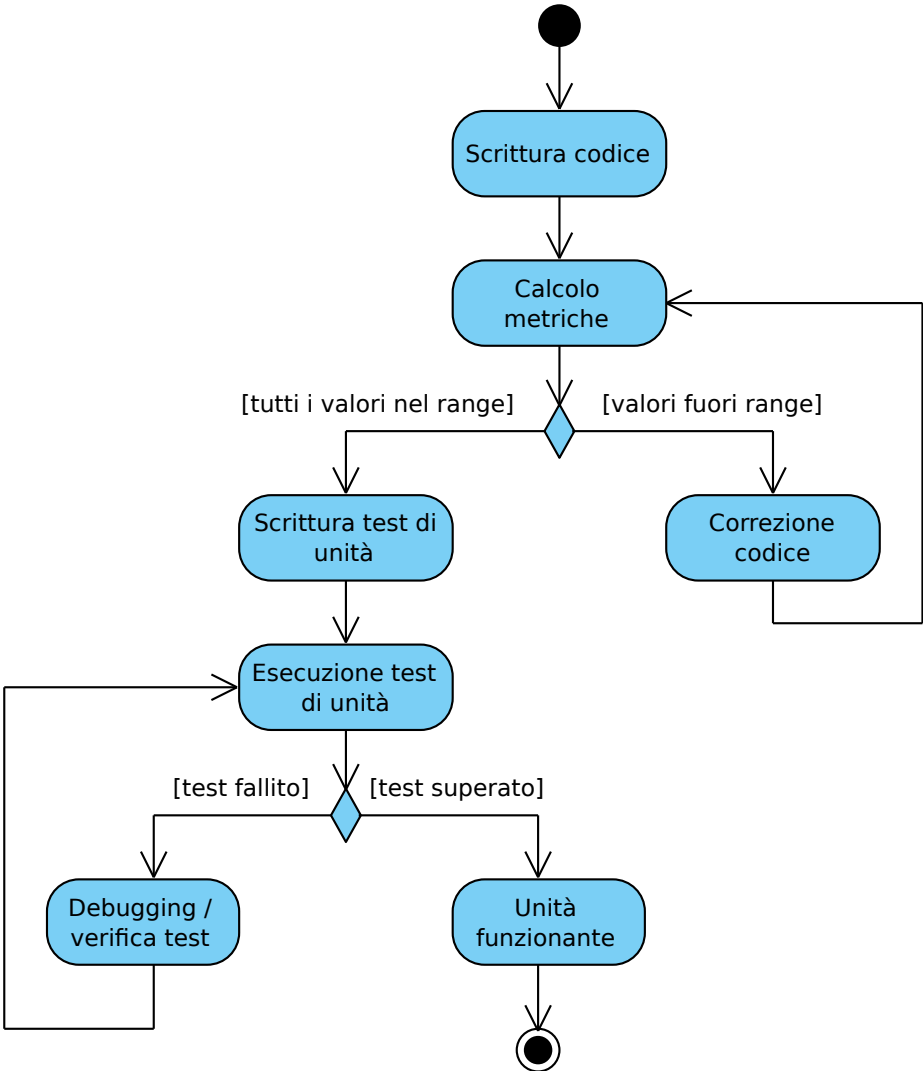 Scrittura codice
Calcolo
metriche
[tutti i valori nel range]
[valori fuori range]
Scrittura test di
unità
Correzione
codice
Esecuzione test
di unità
[test fallito]
[test superato]
Debugging /
verifica test
Unità
funzionante